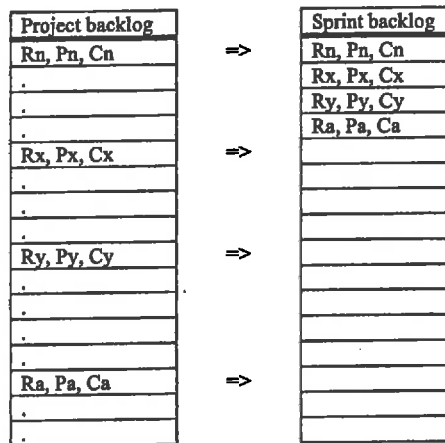 Project backlog
Rn, Pn, Cn
.
.
.
Rx, Px, Cx
.
.
.
Ry, Py, Cy
.
.
.
.
Ra, Pa, Ca
.
.
=>
=>
=>
=>
Sprint backlog
Rn, Pn, Cn
Rx, Px, Cx
Ry, Py, Cy
Ra, Pa, Ca